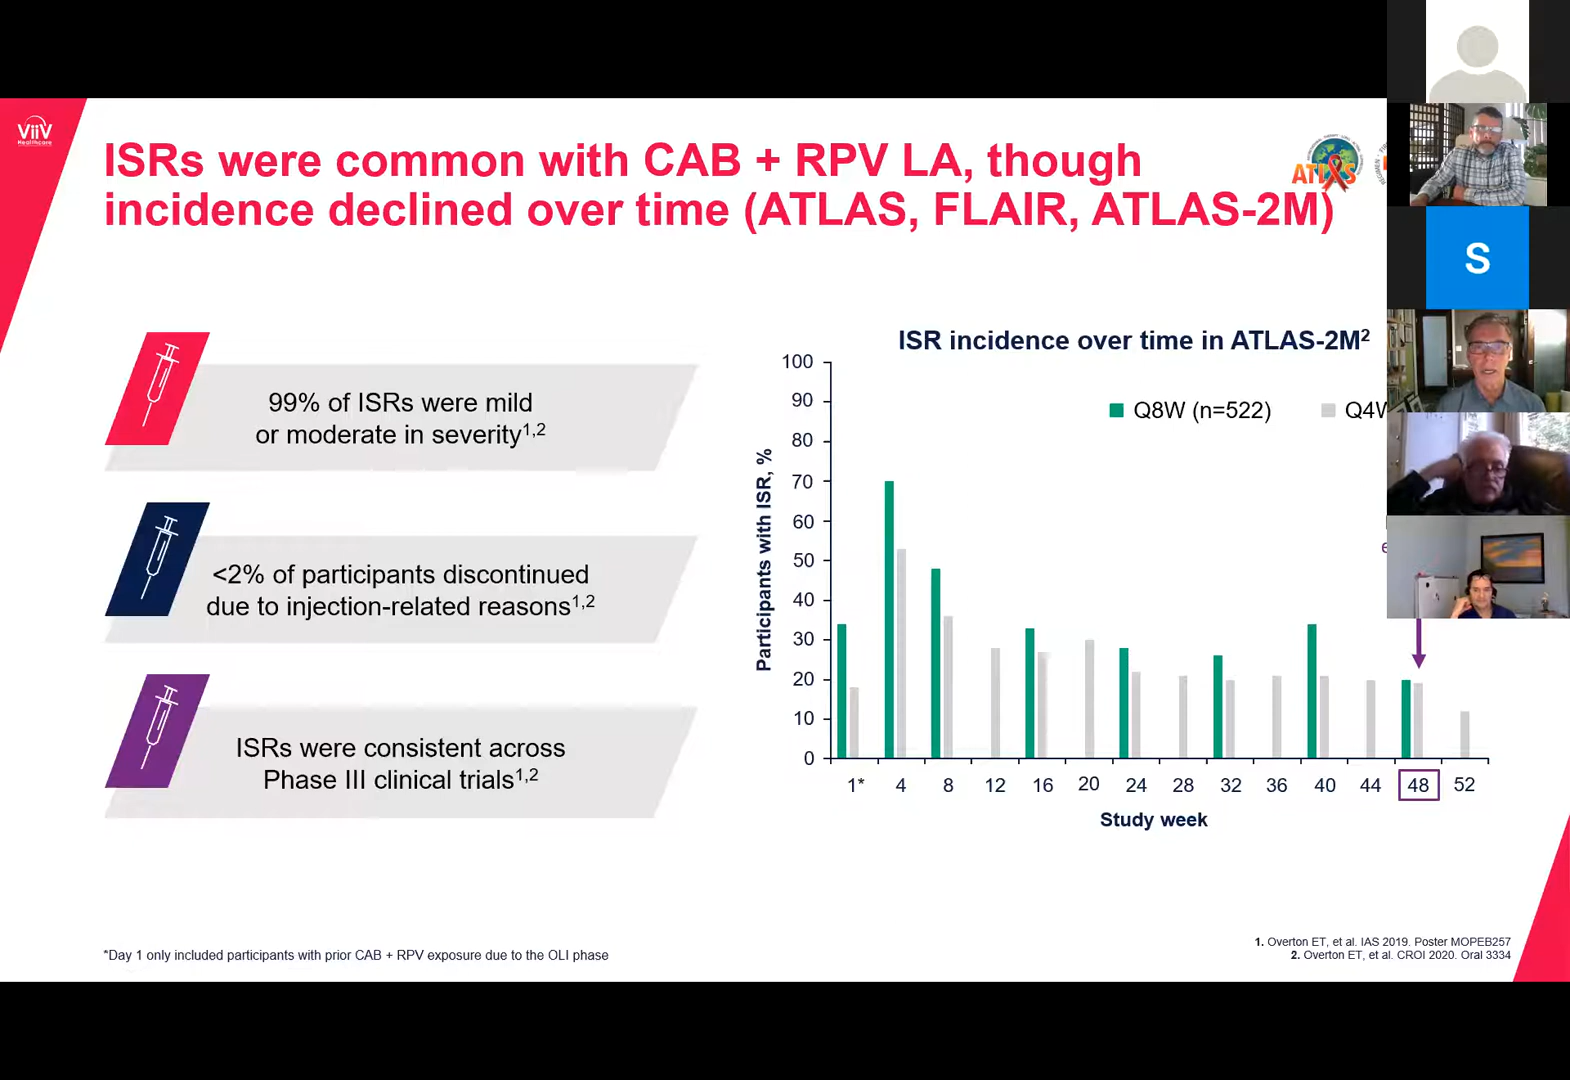 ViiV
Healthcare
ISRs were common with CAB + RPV LA, though
incidence declined over time (ATLAS, FLAIR, ATLAS-2M)
ATLAS
99% of ISRs were mild
or moderate in severity1,2
<2% of participants discontinued
due to injection-related reasons1,2
ISRs were consistent across
Phase III clinical trials1,2
ISR incidence over time in ATLAS-2M2
Q8W (n=522)
Q4W
Participants with ISR, %
100
90
80
70
60
50
40
30
20
10
0
1* 4 8 12 16 20 24 28 32 36 40 44 48 52
Study week
*Day 1 only included participants with prior CAB + RPV exposure due to the OLI phase
1. Overton ET, et al. IAS 2019. Poster MOPEB257
2. Overton ET, et al. CROI 2020. Oral 3334
S